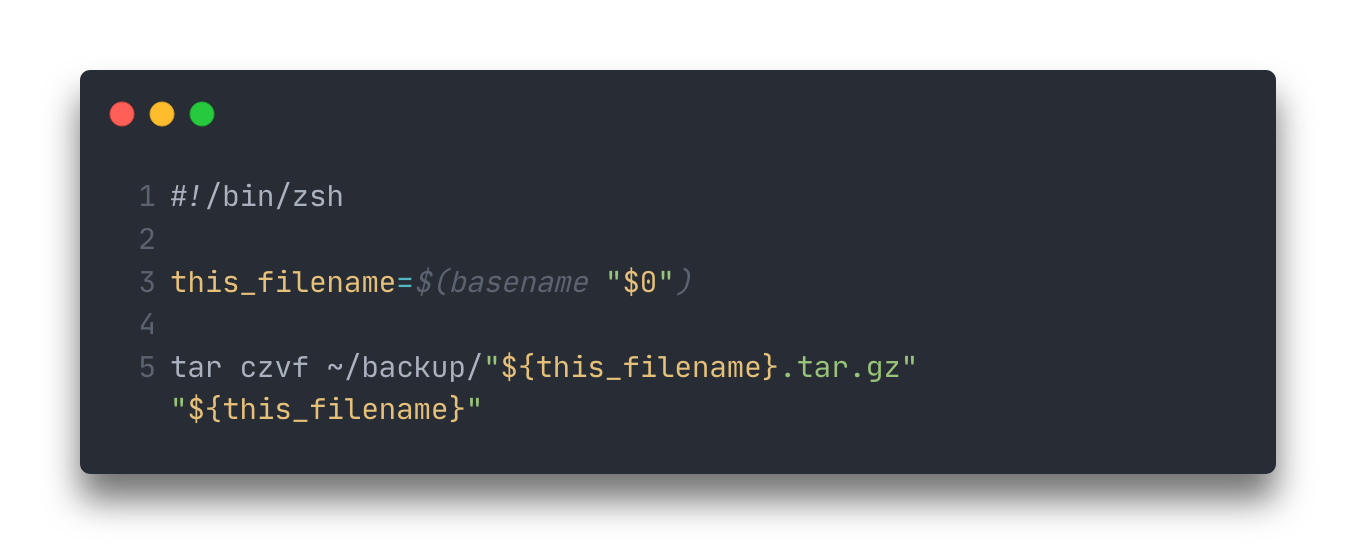 1 #!/bin/zsh
2
3 this_filename=$(basename "$0")
4
5 tar czvf ~/backup/"${this_filename}.tar.gz"
"${this_filename}"